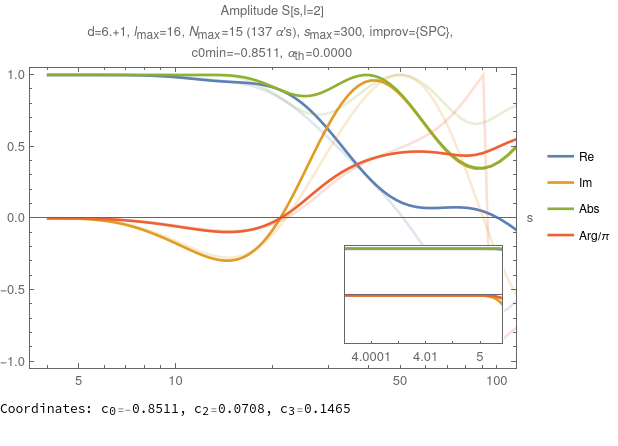 Amplitude S[s,l=2]
d=6.+1, lmax=16, Nmax=15 (137 α's), smax=300, improv={SPC},
c0min=-0.8511, αth=0.0000
1.0
0.5
0.0
-0.5
-1.0
s
Re
Im
Abs
Arg/π
4.0001 4.01 5
5 10 50 100
Coordinates: c0=-0.8511, c2=0.0708, c3=0.1465